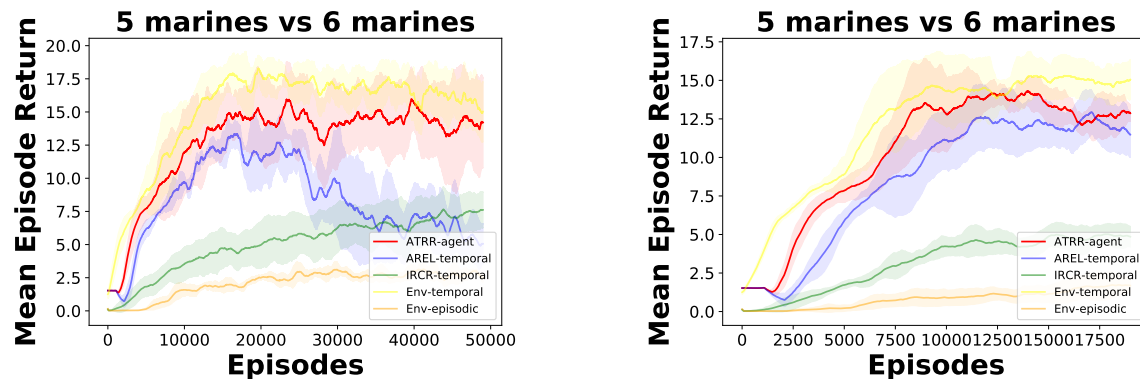 5 marines vs 6 marines
Mean Episode Return
20.0
17.5
15.0
12.5
10.0
7.5
5.0
2.5
0.0
ATRR-agent
AREL-temporal
IRCR-temporal
Env-temporal
Env-episodic
0 10000 20000 30000 40000 50000
Episodes
5 marines vs 6 marines
Mean Episode Return
17.5
15.0
12.5
10.0
7.5
5.0
2.5
0.0
ATRR-agent
AREL-temporal
IRCR-temporal
Env-temporal
Env-episodic
0 2500 5000 7500 10000 12500 15000 17500
Episodes